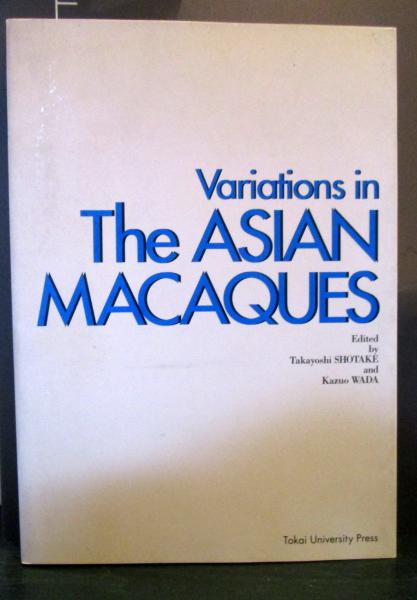 Variations in
The ASIAN
MACAQUES
Edited
by
Takayoshi SHOTAKE
and
Kazuo WADA
Tokai University Press